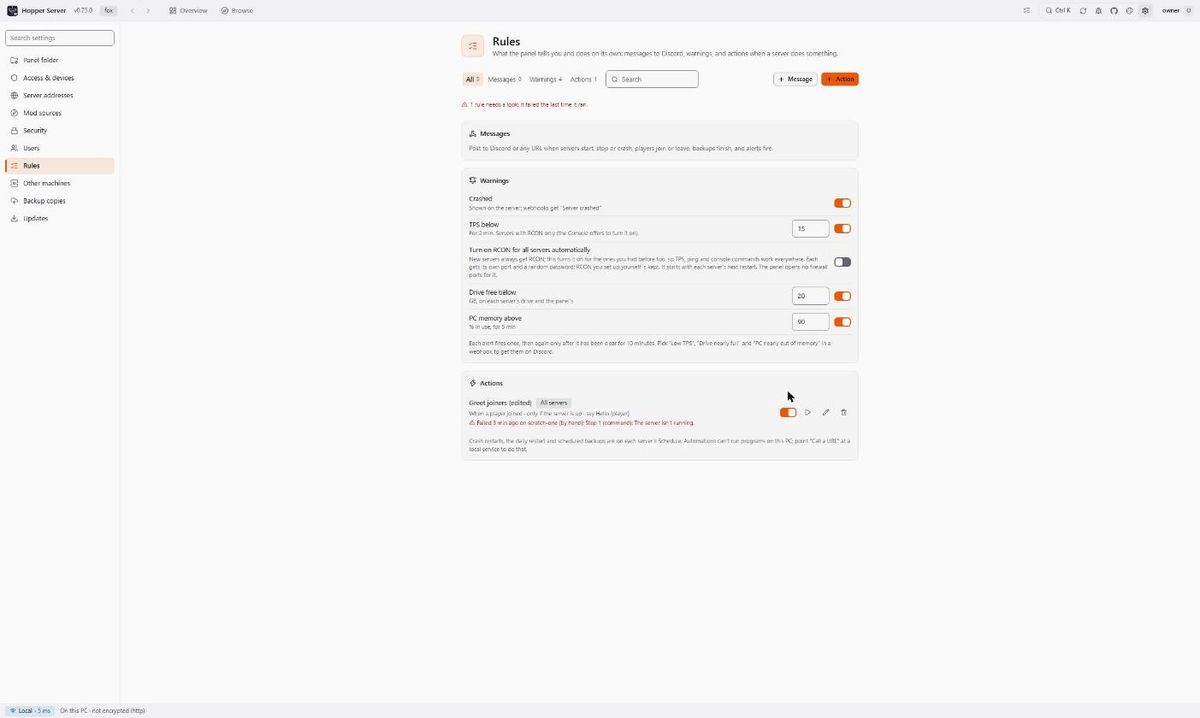 Hopper Server v0.73.0 fox Overview Browse Ctrl K owner O
Search settings
Panel folder
Access & devices
Server addresses
Mod sources
Security
Users
Rules
Other machines
Backup copies
Updates
Rules
What the panel tells you and does on its own: messages to Discord, warnings, and actions when a server does something.
All Messages 0 Warnings 4 Actions 1 Search + Message + Action
1 rule needs a look: it failed the last time it ran.
Messages
Post to Discord or any URL when servers start, stop or crash, players join or leave, backups finish, and alerts fire.
Warnings
Crashed
Shown on the server; webhooks get "Server crashed"
TPS below 15
For 2 min. Servers with RCON only (the Console offers to turn it on).
Turn on RCON for all servers automatically
New servers always get RCON; this turns it on for the ones you had before too, so TPS, ping and console commands work everywhere. Each
gets its own port and a random password; RCON you set up yourself is kept. It starts with each server's next restart. The panel opens no firewall
ports for it.
Drive free below 20
GB, on each server's drive and the panel's
PC memory above 90
% in use, for 5 min
Each alert fires once, then again only after it has been clear for 10 minutes. Pick "Low TPS", "Drive nearly full" and "PC nearly out of memory" in a
webhook to get them on Discord.
Actions
Greet joiners (edited) All servers
When a player joined - only if the server is up - say Hello {player}
Failed 3 min ago on scratch-one (by hand): Step 1 (command): The server isn't running.
Crash restarts, the daily restart and scheduled backups are on each server's Schedule. Automations can't run programs on this PC; point "Call a URL" at a
local service to do that.
Local - 5 ms On this PC - not encrypted (http)